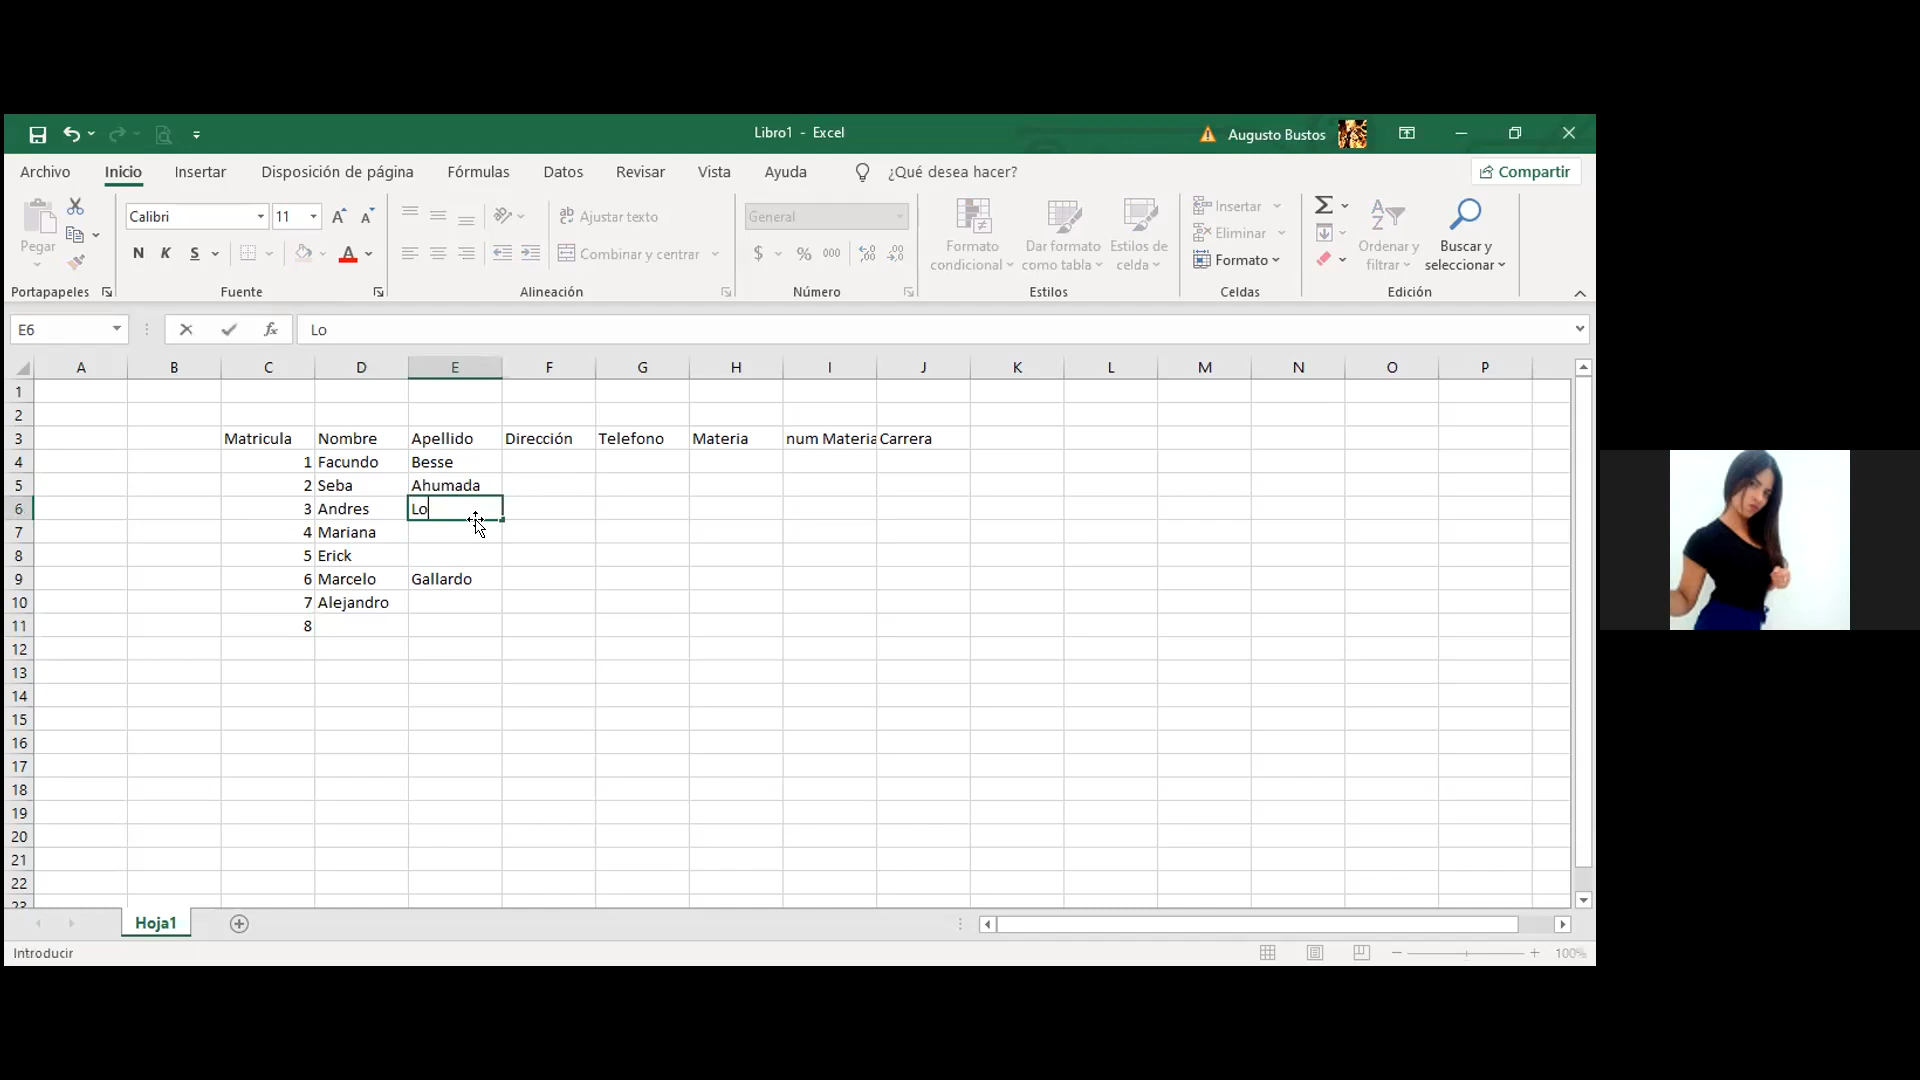 Libro1 - Excel
Augusto Bustos
Archivo Inicio Insertar Disposición de página Fórmulas Datos Revisar Vista Ayuda ¿Qué desea hacer? Compartir
Pegar
Portapapeles
Calibri 11
N K S A
Fuente
Ajustar texto
Combinar y centrar
Alineación
General
$ % 000
Número
Formato condicional
Dar formato como tabla
Estilos de celda
Estilos
Insertar
Eliminar
Formato
Celdas
Ordenar y filtrar
Buscar y seleccionar
Edición
E6 fx Lo
A B C D E F G H I J K L M N O P
1
2
3 Matricula Nombre Apellido Dirección Telefono Materia num Materia Carrera
4 1 Facundo Besse
5 2 Seba Ahumada
6 3 Andres Lo
7 4 Mariana
8 5 Erick
9 6 Marcelo Gallardo
10 7 Alejandro
11 8
12
13
14
15
16
17
18
19
20
21
22
23
Hoja1
Introducir 100%